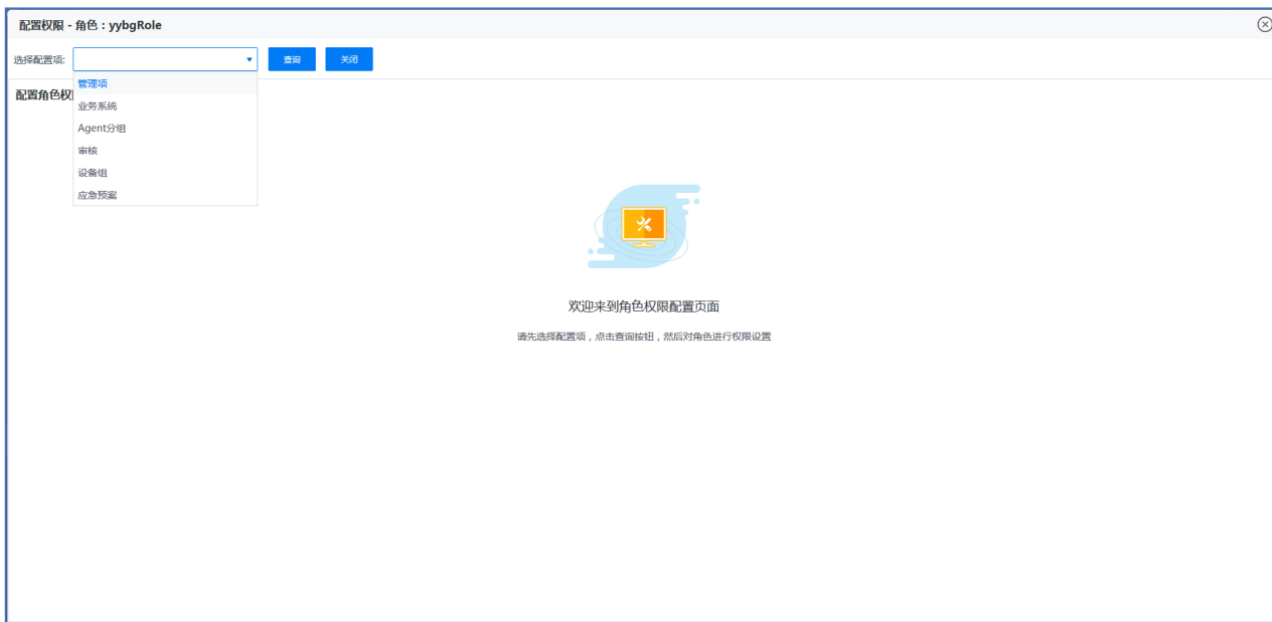 配置权限 - 角色：yybgRole
选择配置项: 查询 关闭
管理项
配置角色权
业务系统
Agent分组
审核
设备组
应急预案
欢迎来到角色权限配置页面
请先选择配置项，点击查询按钮，然后对角色进行权限设置